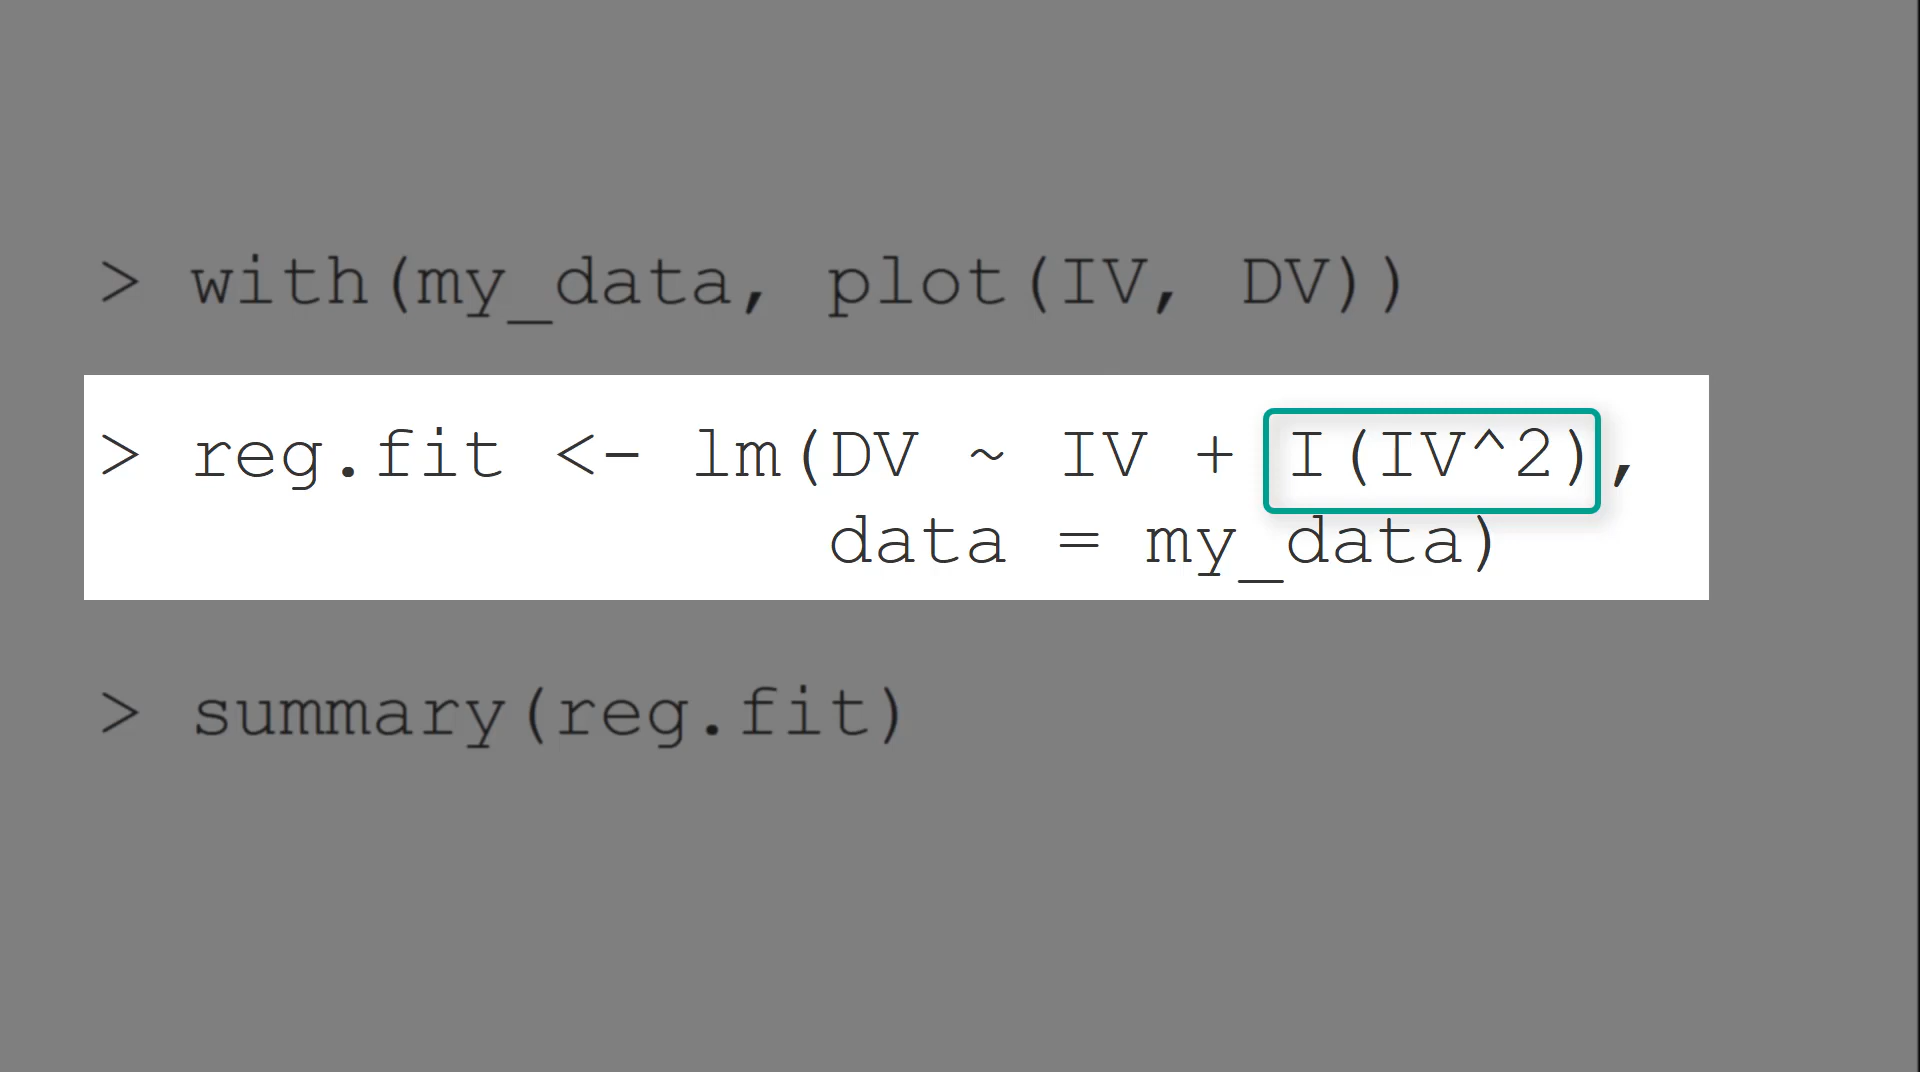 > with(my_data, plot(IV, DV))
> reg.fit <- lm(DV ~ IV + I(IV^2),
data = my_data)
> summary(reg.fit)